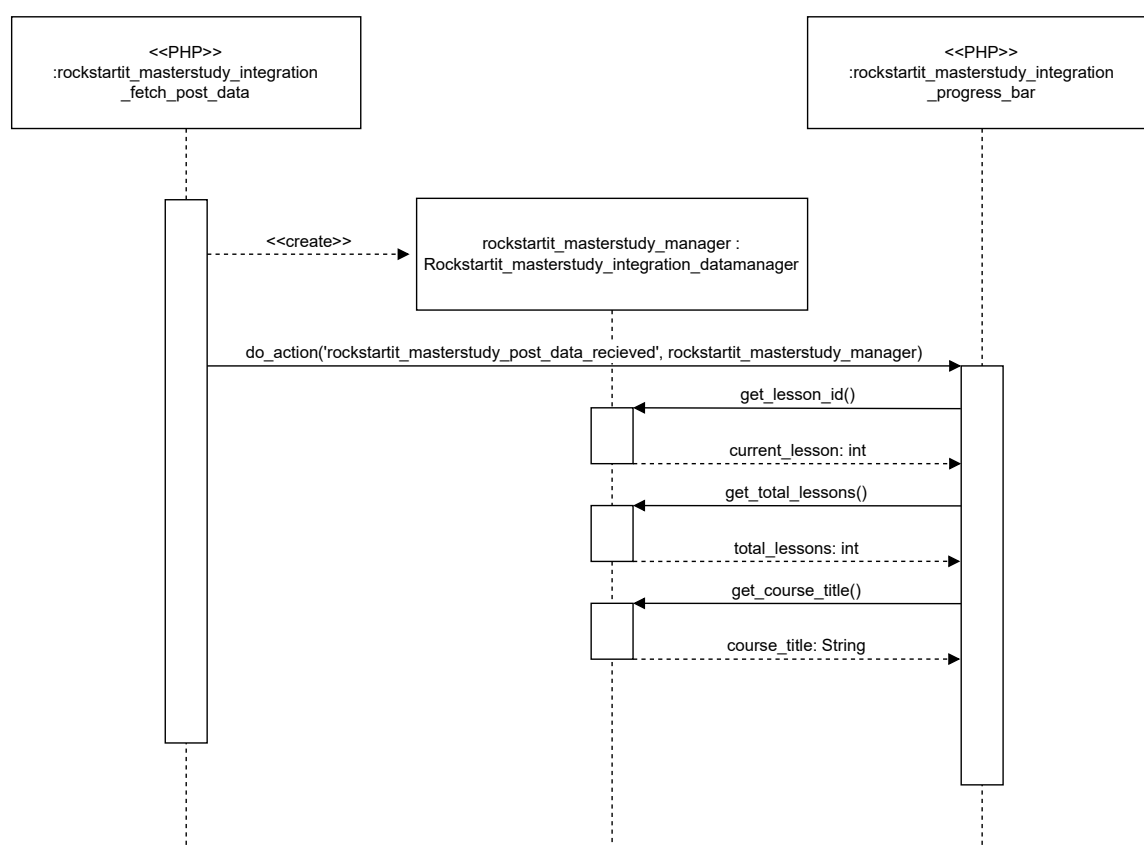 <<PHP>>
:rockstartit_masterstudy_integration
_fetch_post_data
<<PHP>>
:rockstartit_masterstudy_integration
_progress_bar
<<create>>
rockstartit_masterstudy_manager :
Rockstartit_masterstudy_integration_datamanager
do_action('rockstartit_masterstudy_post_data_recieved', rockstartit_masterstudy_manager)
get_lesson_id()
current_lesson: int
get_total_lessons()
total_lessons: int
get_course_title()
course_title: String